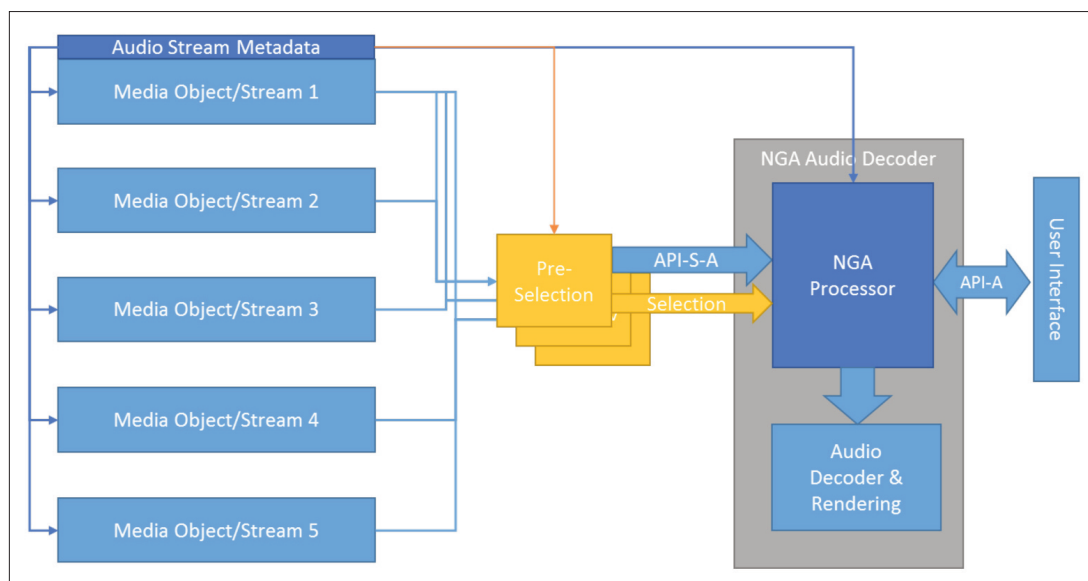 Audio Stream Metadata
Media Object/Stream 1
Media Object/Stream 2
Media Object/Stream 3
Media Object/Stream 4
Media Object/Stream 5
Pre-
Selection
API-S-A
Selection
NGA Audio Decoder
NGA
Processor
Audio
Decoder &
Rendering
API-A
User Interface